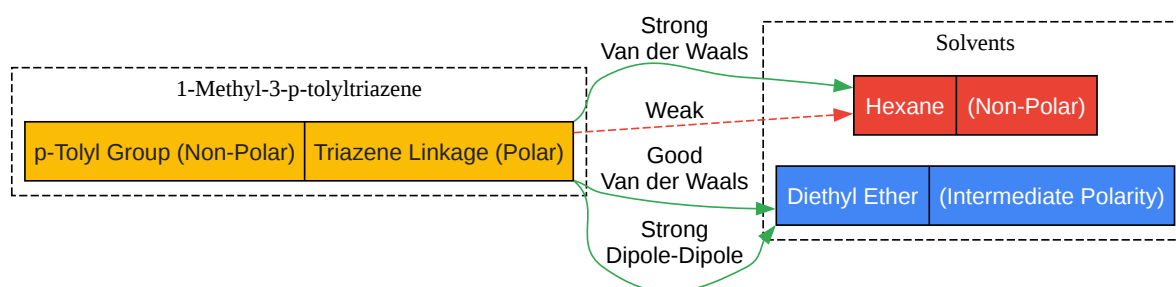 1-Methyl-3-p-tolyltriazene
p-Tolyl Group (Non-Polar)
Triazene Linkage (Polar)
Strong
Van der Waals
Weak
Good
Van der Waals
Strong
Dipole-Dipole
Solvents
Hexane
(Non-Polar)
Diethyl Ether
(Intermediate Polarity)